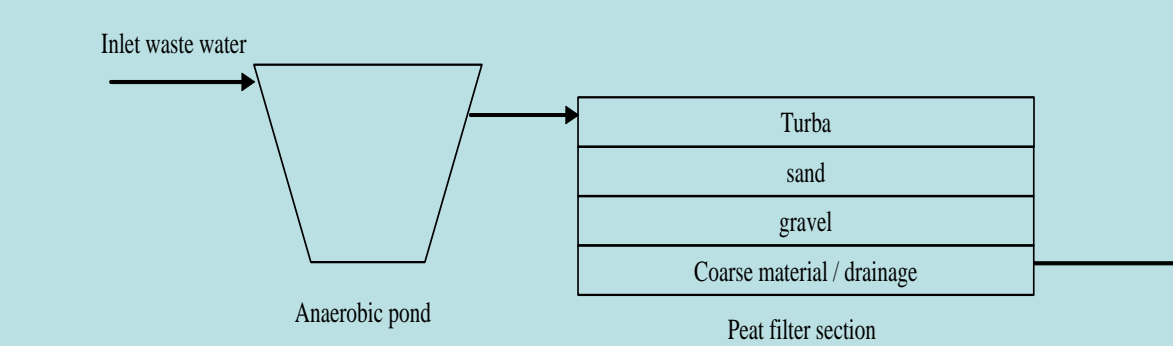 Inlet waste water
Turba
sand
gravel
Coarse material / drainage
Anaerobic pond
Peat filter section